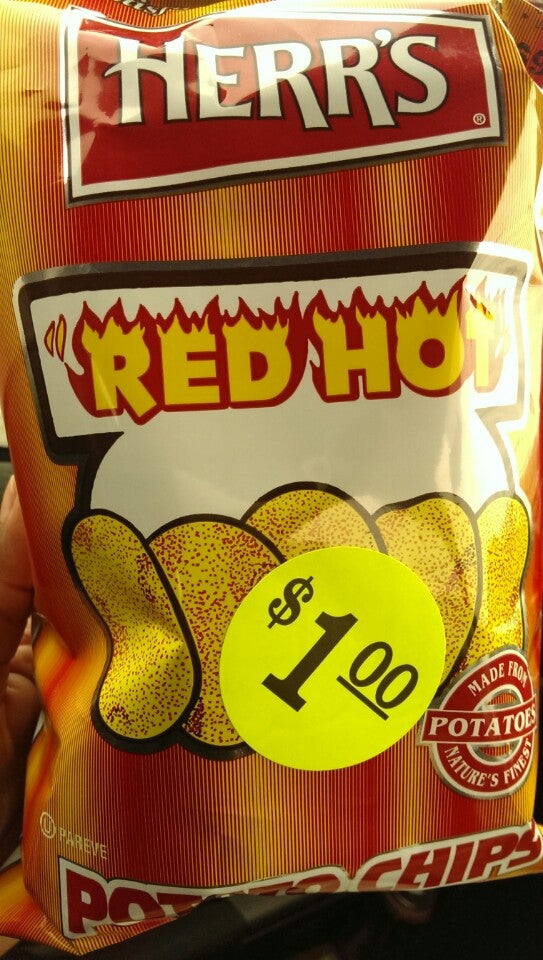 HERR'S®
"RED HOT
$1.00
MADE FROM
POTATOES
NATURE'S FINEST
Ⓤ PAREVE
POTATO CHIPS